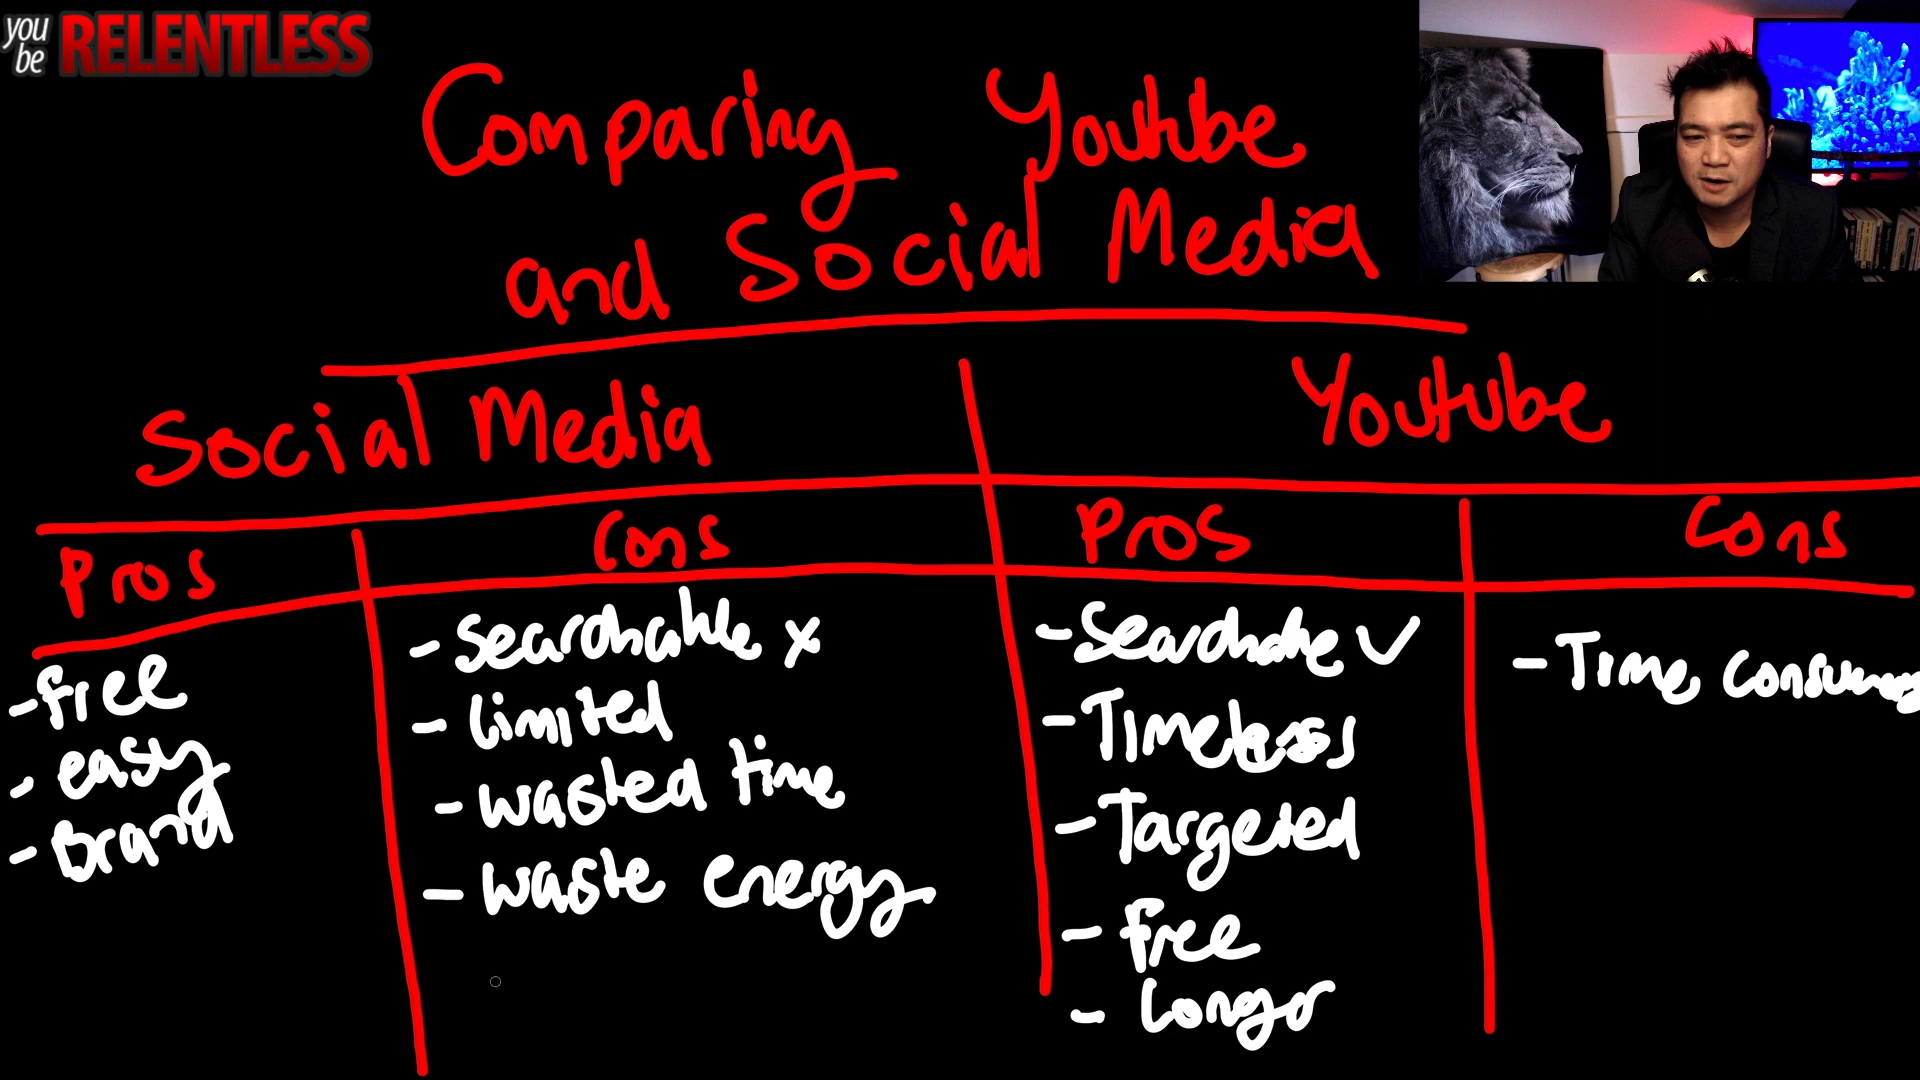 you
be RELENTLESS
Comparing Youtube
and Social Media
Social Media
Youtube
Pros
Cons
Pros
Cons
- free
- easy
- Brand
- Searchable x
- limited
- wasted time
- waste energy
- Searchable ✓
- Timeless
- Targeted
- free
- Longer
- Time